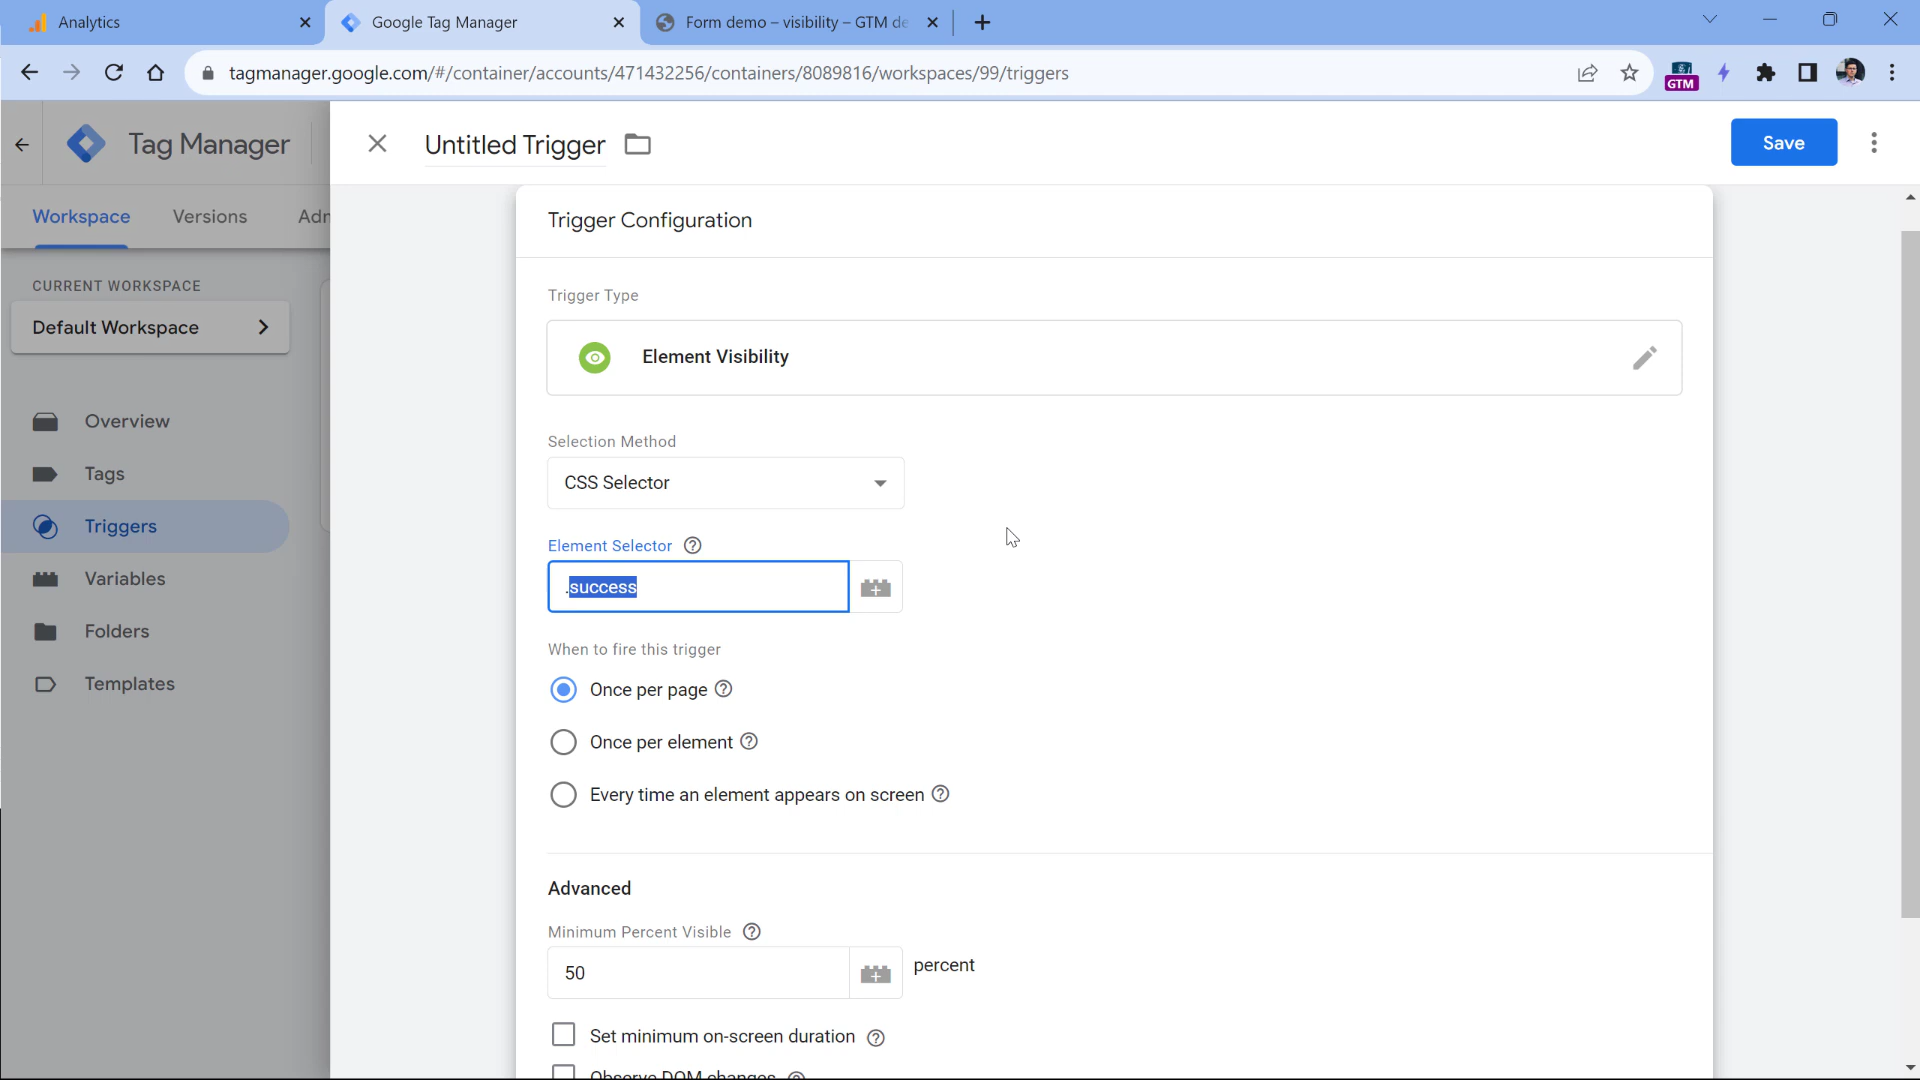 Analytics
Google Tag Manager
Form demo – visibility – GTM de
tagmanager.google.com/#/container/accounts/471432256/containers/8089816/workspaces/99/triggers
GTM
Tag Manager
Untitled Trigger
Save
Workspace
Versions
Adn
Trigger Configuration
CURRENT WORKSPACE
Default Workspace
Trigger Type
Element Visibility
Overview
Tags
Triggers
Variables
Folders
Templates
Selection Method
CSS Selector
Element Selector
.success
When to fire this trigger
Once per page
Once per element
Every time an element appears on screen
Advanced
Minimum Percent Visible
50
percent
Set minimum on-screen duration
Observe DOM changes